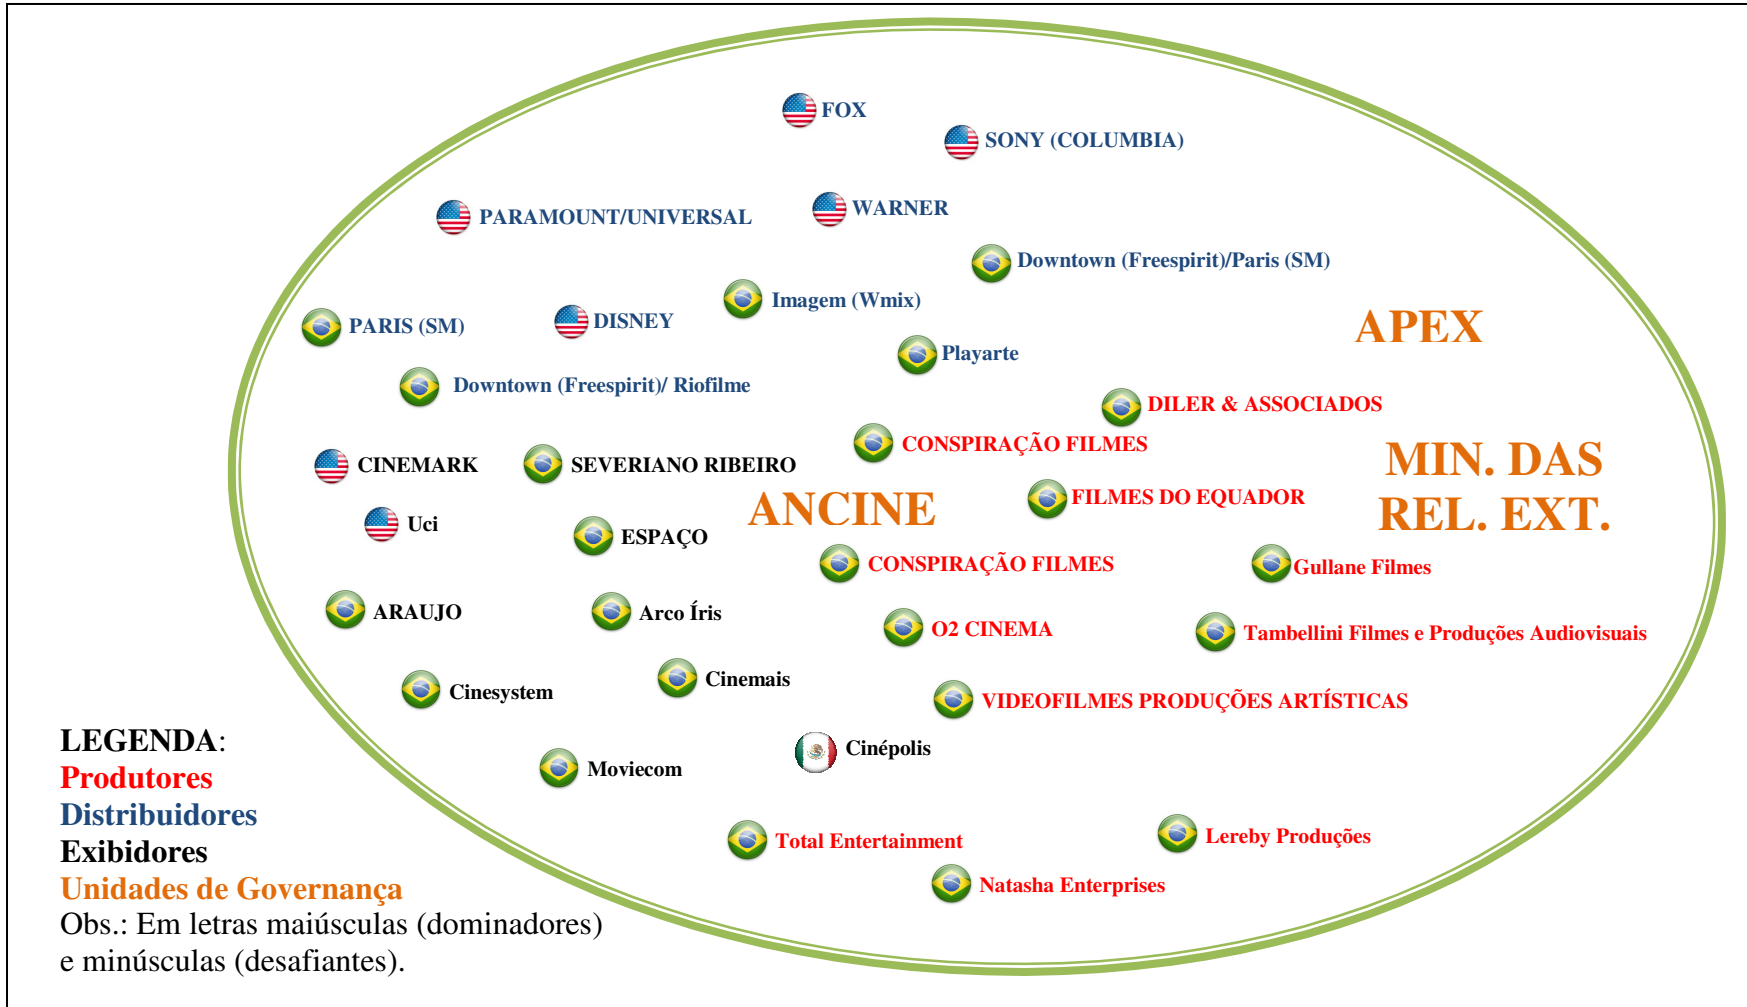 FOX
SONY (COLUMBIA)
PARAMOUNT/UNIVERSAL
WARNER
Downtown (Freespirit)/Paris (SM)
Imagem (Wmix)
PARIS (SM)
DISNEY
APEX
Playarte
Downtown (Freespirit)/ Riofilme
DILER & ASSOCIADOS
CONSPIRAÇÃO FILMES
CINEMARK
SEVERIANO RIBEIRO
MIN. DAS
REL. EXT.
ANCINE
FILMES DO EQUADOR
Uci
ESPAÇO
CONSPIRAÇÃO FILMES
Gullane Filmes
ARAUJO
Arco Íris
O2 CINEMA
Tambellini Filmes e Produções Audiovisuais
Cinesystem
Cinemais
VIDEOFILMES PRODUÇÕES ARTÍSTICAS
Cinépolis
Moviecom
Total Entertainment
Lereby Produções
Natasha Enterprises
LEGENDA:
Produtores
Distribuidores
Exibidores
Unidades de Governança
Obs.: Em letras maiúsculas (dominadores)
e minúsculas (desafiantes).